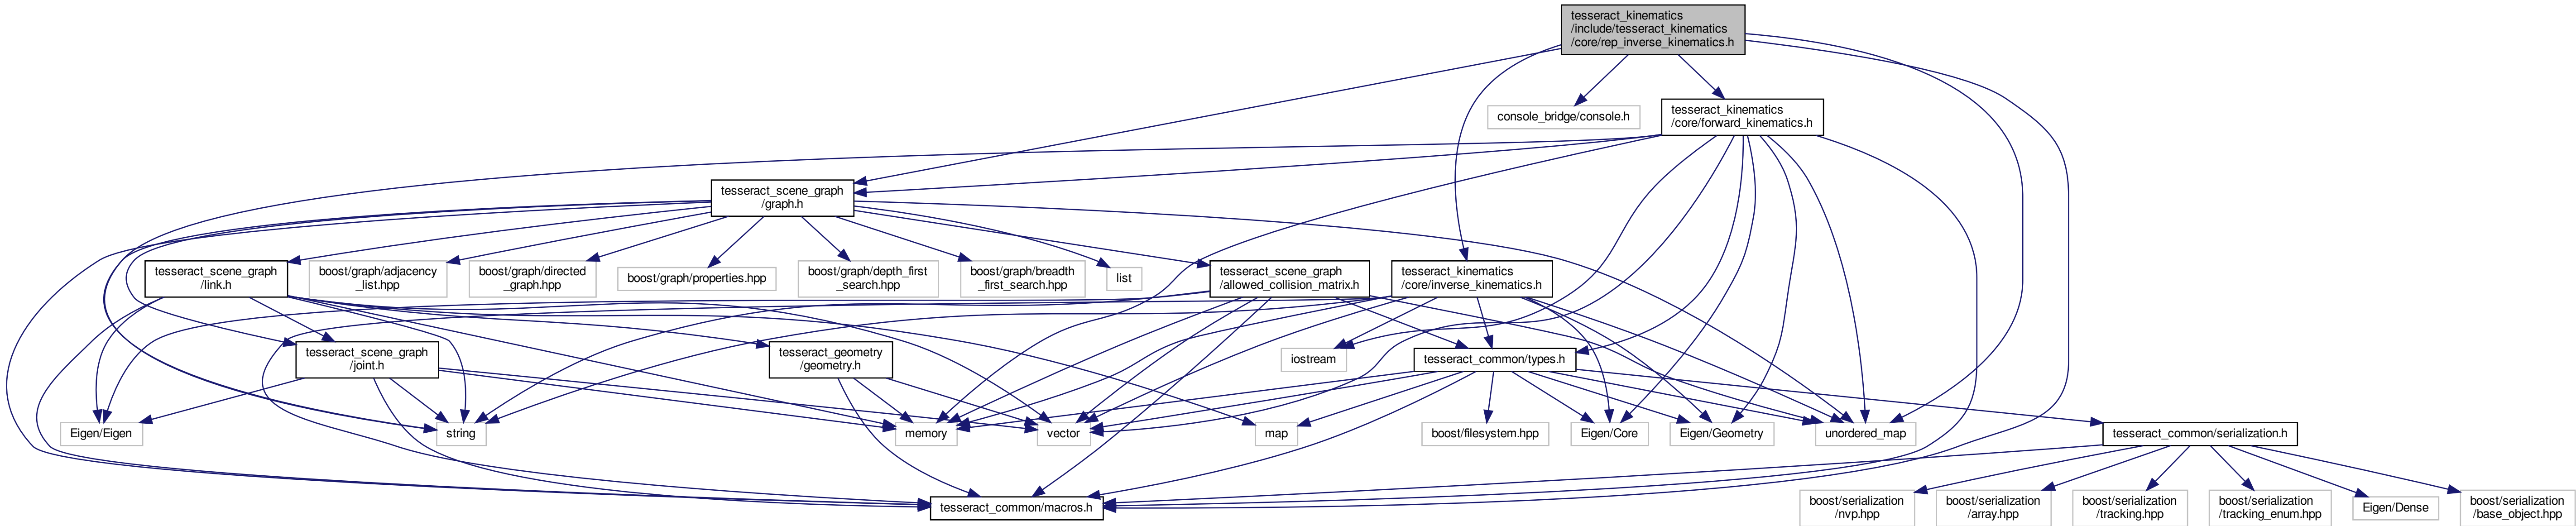 tesseract_kinematics
/include/tesseract_kinematics
/core/rep_inverse_kinematics.h
console_bridge/console.h
tesseract_kinematics
/core/forward_kinematics.h
tesseract_scene_graph
/graph.h
tesseract_scene_graph
/link.h
boost/graph/adjacency
_list.hpp
boost/graph/directed
_graph.hpp
boost/graph/properties.hpp
boost/graph/depth_first
_search.hpp
boost/graph/breadth
_first_search.hpp
list
tesseract_scene_graph
/allowed_collision_matrix.h
tesseract_kinematics
/core/inverse_kinematics.h
tesseract_scene_graph
/joint.h
tesseract_geometry
/geometry.h
iostream
tesseract_common/types.h
Eigen/Eigen
string
memory
vector
map
boost/filesystem.hpp
Eigen/Core
Eigen/Geometry
unordered_map
tesseract_common/serialization.h
tesseract_common/macros.h
boost/serialization
/nvp.hpp
boost/serialization
/array.hpp
boost/serialization
/tracking.hpp
boost/serialization
/tracking_enum.hpp
Eigen/Dense
boost/serialization
/base_object.hpp